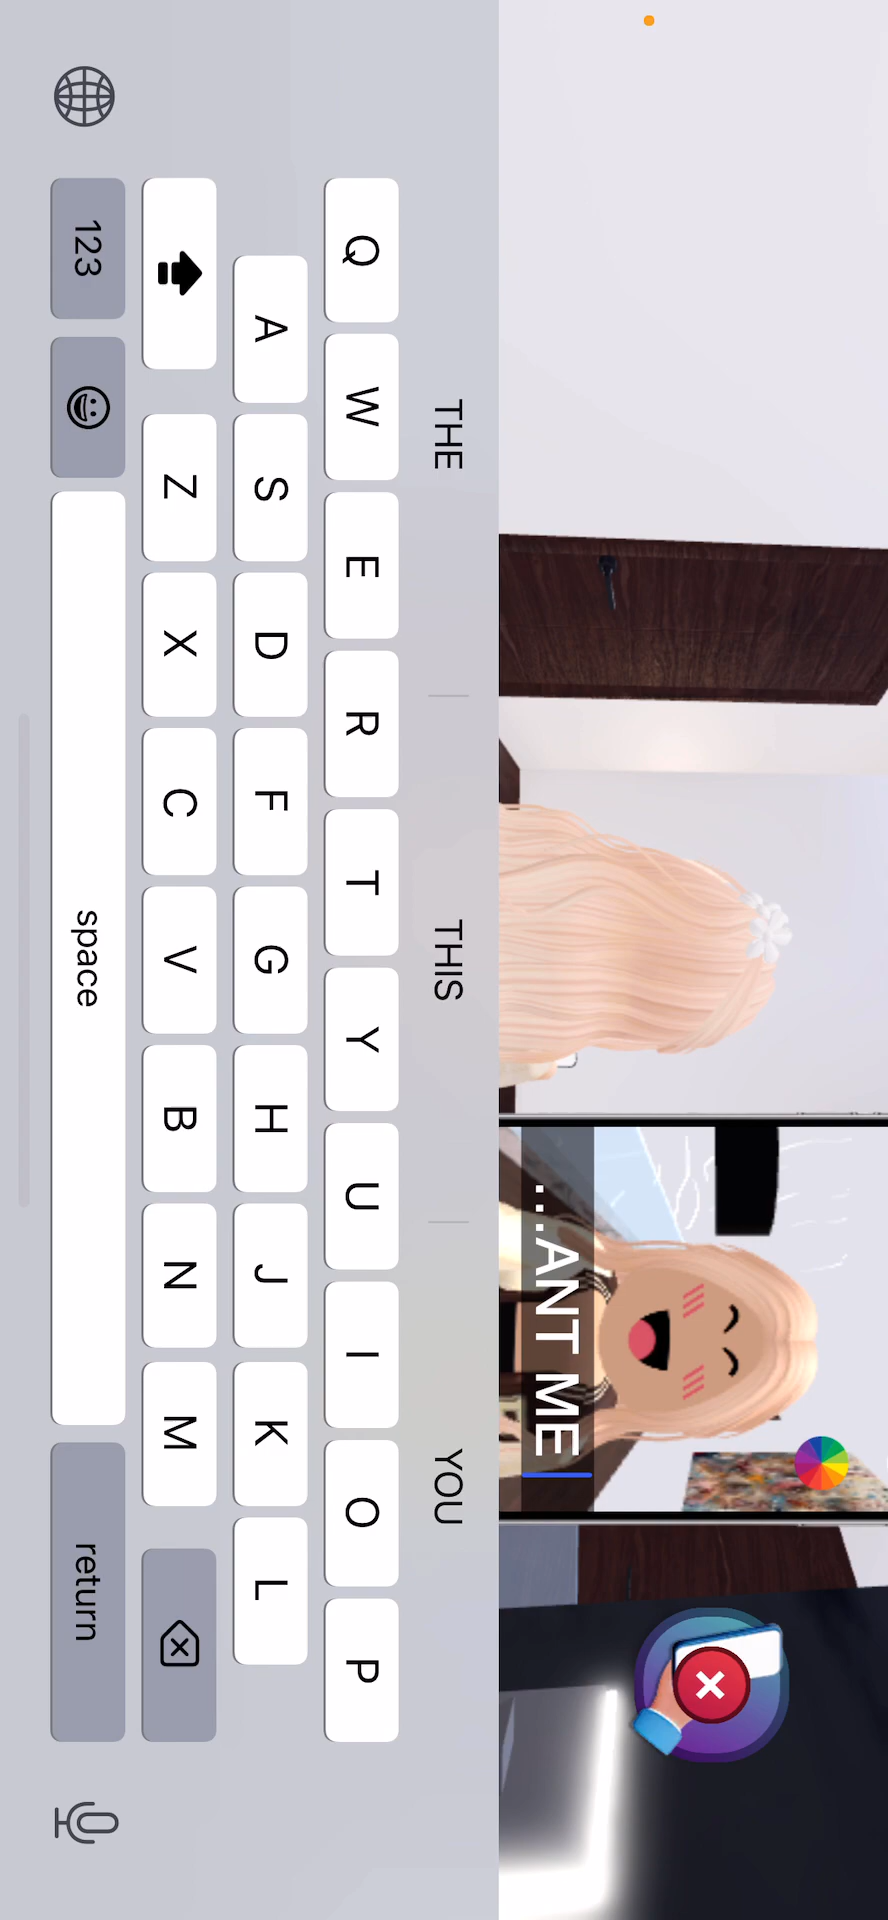 ...ANT ME
THE THIS YOU
Q W E R T Y U I O P
A S D F G H J K L
Z X C V B N M
123 space return